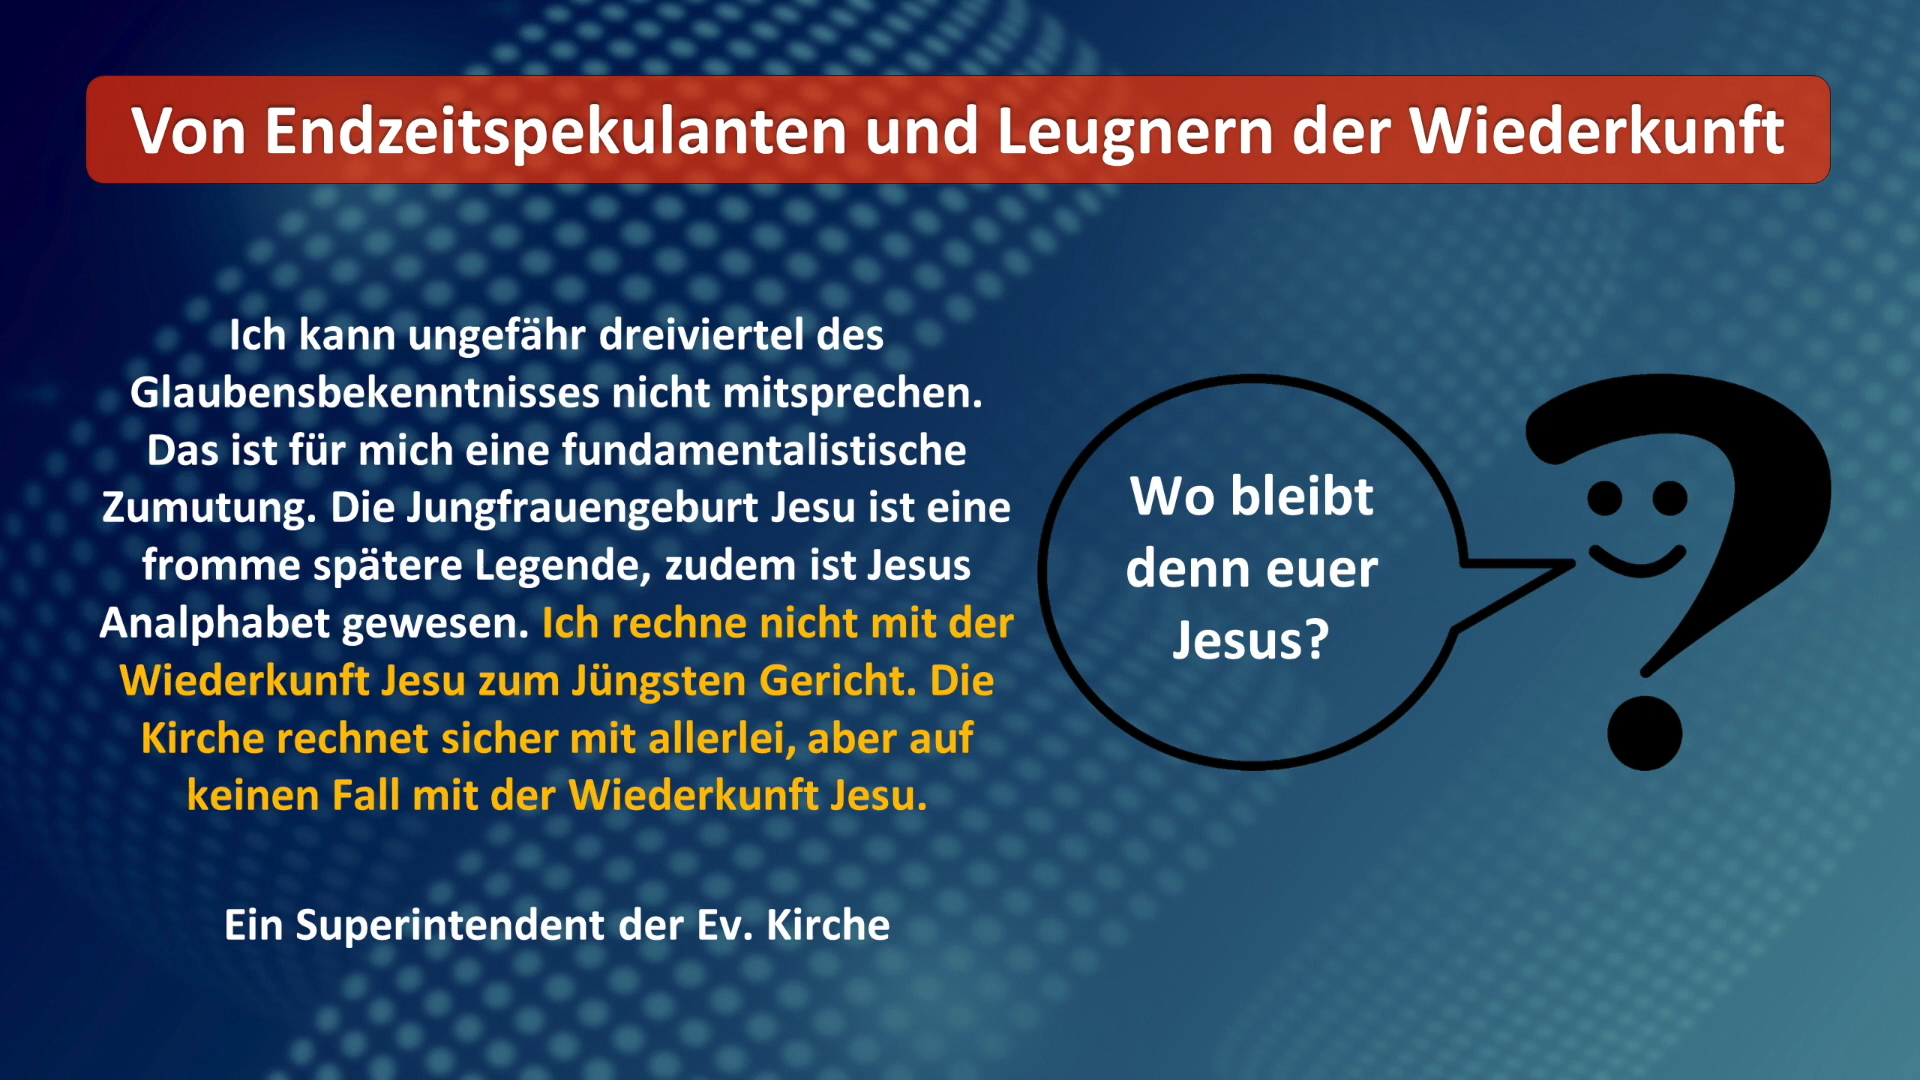 Von Endzeitspekulanten und Leugnern der Wiederkunft
Ich kann ungefähr dreiviertel des
Glaubensbekenntnisses nicht mitsprechen.
Das ist für mich eine fundamentalistische
Zumutung. Die Jungfrauengeburt Jesu ist eine
fromme spätere Legende, zudem ist Jesus
Analphabet gewesen. Ich rechne nicht mit der
Wiederkunft Jesu zum Jüngsten Gericht. Die
Kirche rechnet sicher mit allerlei, aber auf
keinen Fall mit der Wiederkunft Jesu.
Ein Superintendent der Ev. Kirche
Wo bleibt
denn euer
Jesus?